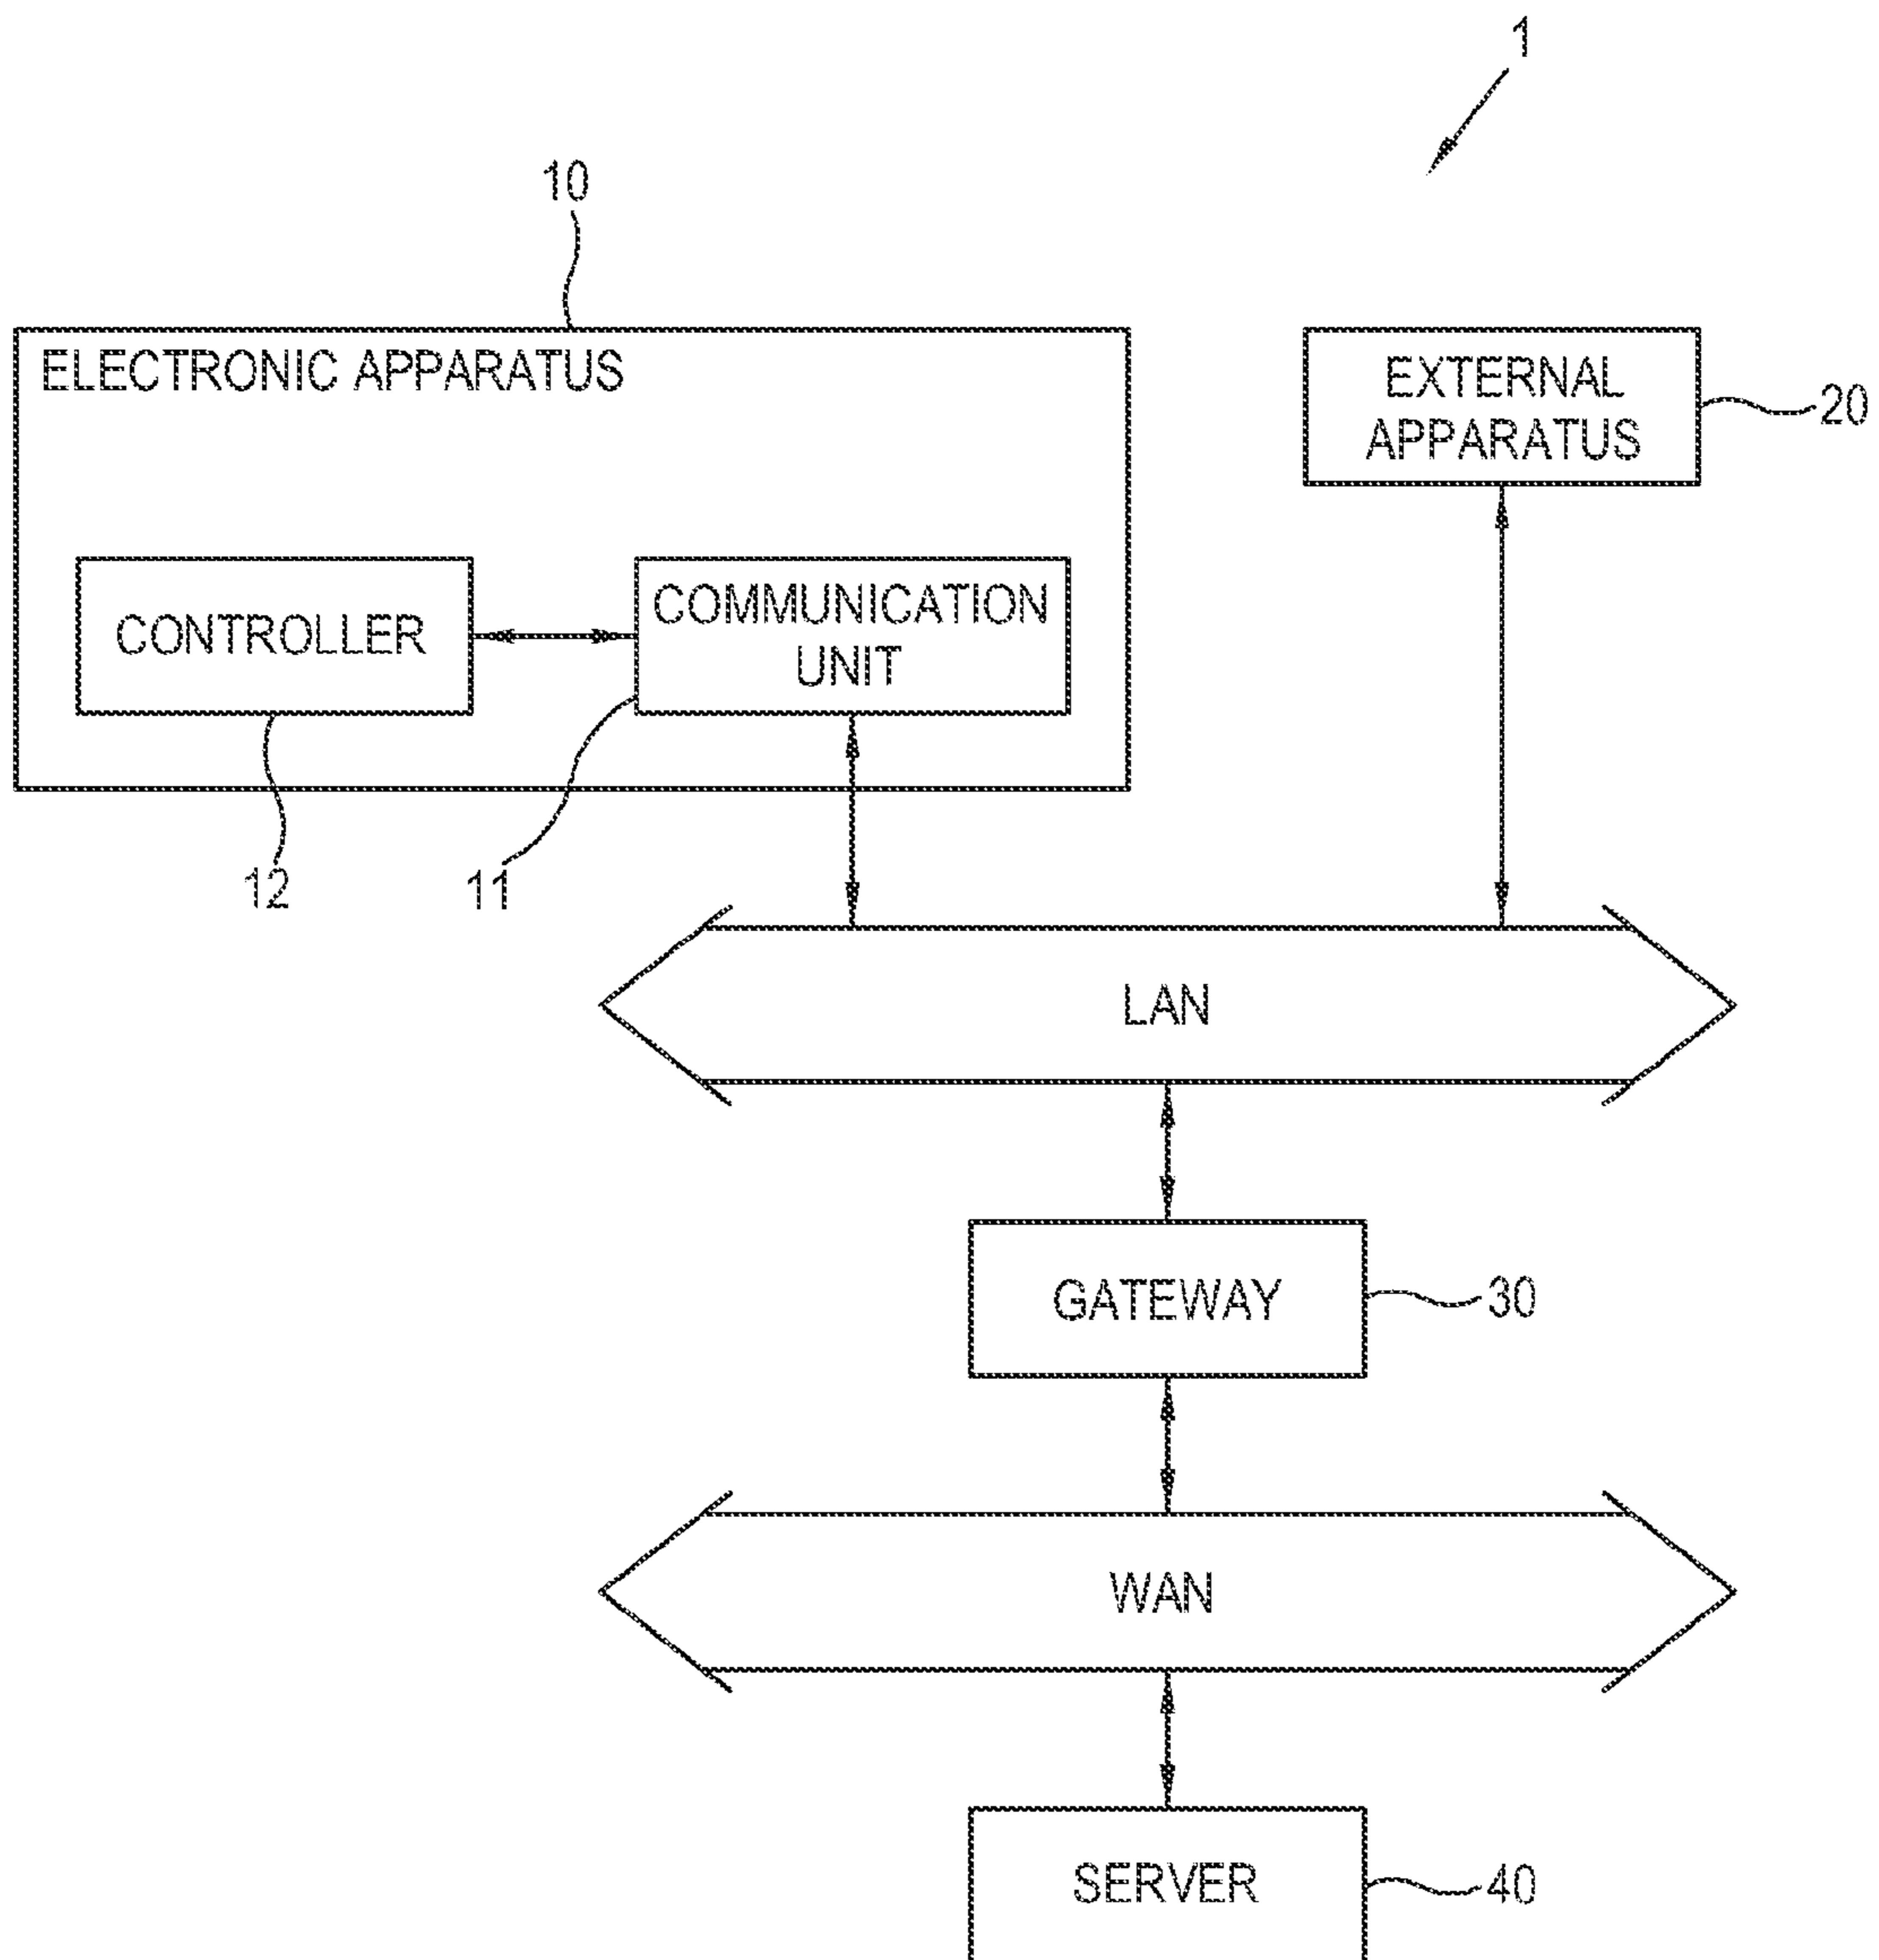 1
10
ELECTRONIC APPARATUS
EXTERNAL
APPARATUS
20
CONTROLLER
COMMUNICATION
UNIT
12
11
LAN
GATEWAY
30
WAN
SERVER
40